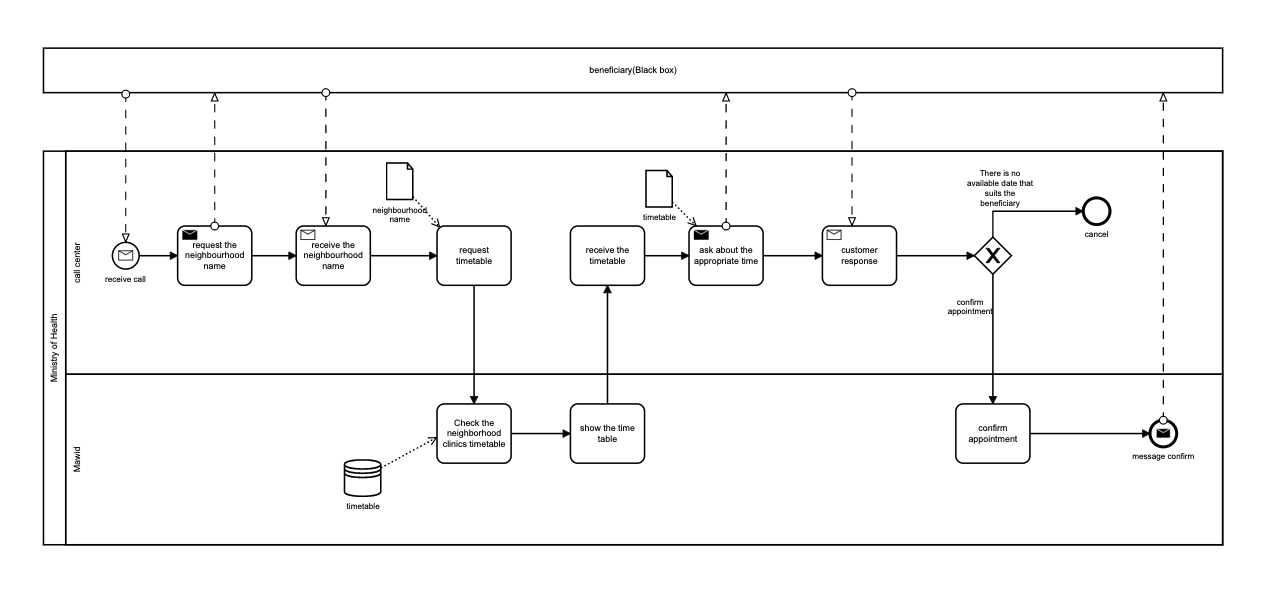 beneficiary(Black box)
Ministry of Health
call center
receive call
request the
neighbourhood
name
receive the
neighbourhood
name
neighbourhood
name
request
timetable
receive the
timetable
timetable
ask about the
appropriate time
customer
response
There is no
available date that
suits the
beneficiary
cancel
confirm
appointment
Mawid
timetable
Check the
neighborhood
clinics timetable
show the time
table
confirm
appointment
message confirm